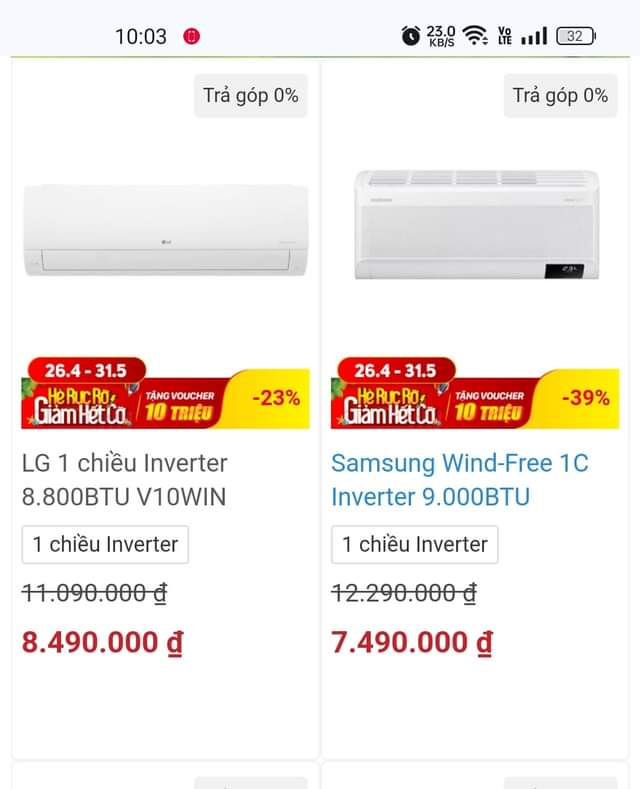 10:03
23.0
KB/S
Vo
LTE
32
Trả góp 0%
Trả góp 0%
LG
SAMSUNG
26.4 - 31.5
Hè Rực Rỡ
Giảm Hết Cỡ
TẶNG VOUCHER
10 TRIỆU
-23%
26.4 - 31.5
Hè Rực Rỡ
Giảm Hết Cỡ
TẶNG VOUCHER
10 TRIỆU
-39%
LG 1 chiều Inverter
8.800BTU V10WIN
1 chiều Inverter
11.090.000 ₫
8.490.000 ₫
Samsung Wind-Free 1C
Inverter 9.000BTU
1 chiều Inverter
12.290.000 ₫
7.490.000 ₫